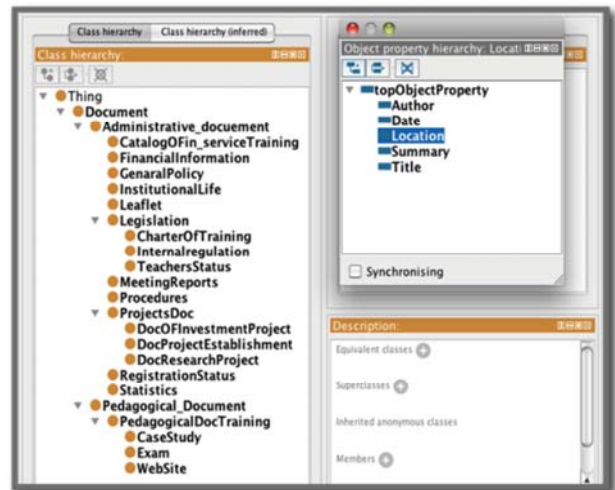 Class hierarchy
Class hierarchy (inferred)
Class hierarchy:
Thing
Document
Administrative_docuement
CatalogOFin_serviceTraining
FinancialInformation
GenaralPolicy
InstitutionalLife
Leaflet
Legislation
CharterOfTraining
Internalregulation
TeachersStatus
MeetingReports
Procedures
ProjectsDoc
DocOFInvestmentProject
DocProjectEstablishment
DocResearchProject
RegistrationStatus
Statistics
Pedagogical_Document
PedagogicalDocTraining
CaseStudy
Exam
WebSite
Object property hierarchy: Locati
topObjectProperty
Author
Date
Location
Summary
Title
Synchronising
Description:
Equivalent classes
Superclasses
Inherited anonymous classes
Members